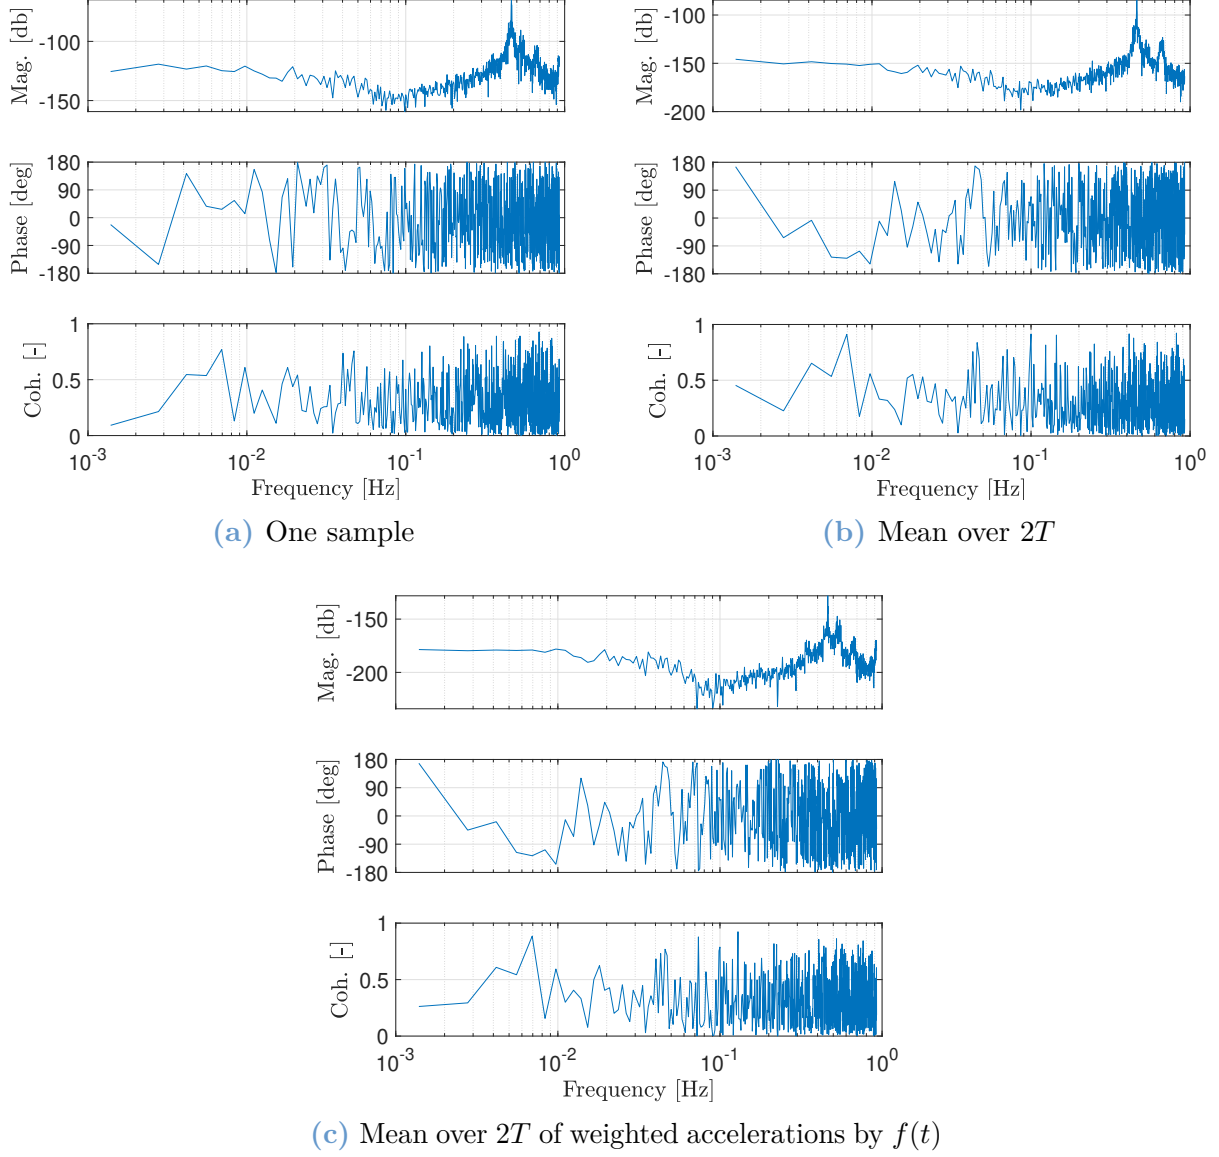 Mag. [db]
-100
-150
Phase [deg]
180
90
0
-90
-180
Coh. [-]
1
0.5
0
10^-3
10^-2
10^-1
10^0
Frequency [Hz]
(a) One sample
Mag. [db]
-100
-150
-200
Phase [deg]
180
90
0
-90
-180
Coh. [-]
1
0.5
0
10^-3
10^-2
10^-1
10^0
Frequency [Hz]
(b) Mean over 2T
Mag. [db]
-150
-200
Phase [deg]
180
90
0
-90
-180
Coh. [-]
1
0.5
0
10^-3
10^-2
10^-1
10^0
Frequency [Hz]
(c) Mean over 2T of weighted accelerations by f(t)